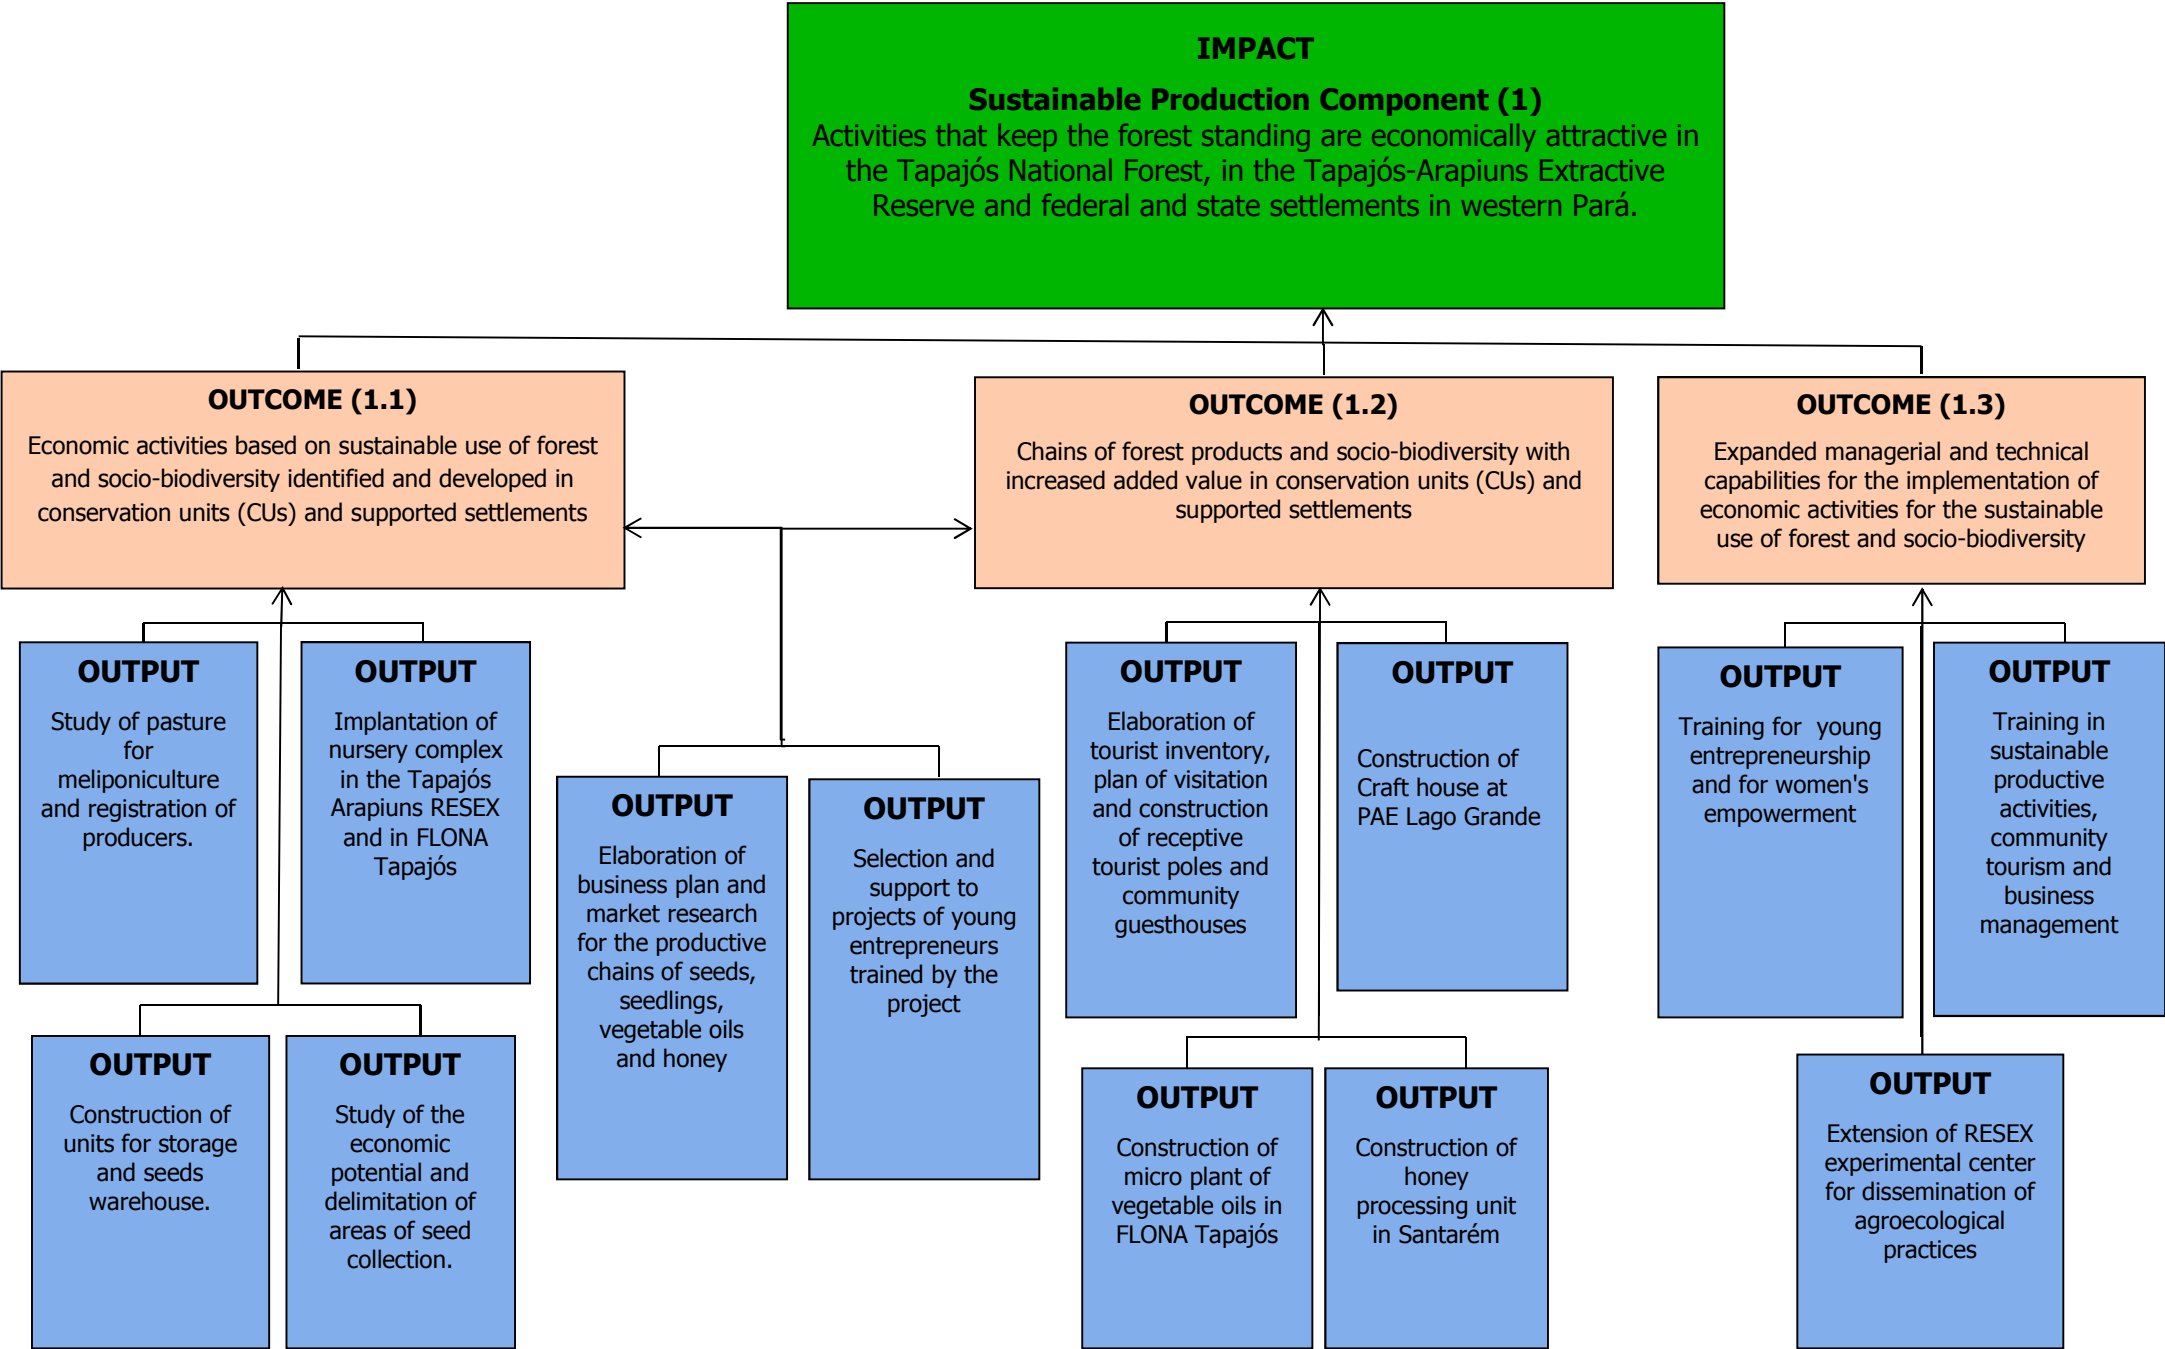 IMPACT
Sustainable Production Component (1)
Activities that keep the forest standing are economically attractive in
the Tapajós National Forest, in the Tapajós-Arapiuns Extractive
Reserve and federal and state settlements in western Pará.
OUTCOME (1.1)
Economic activities based on sustainable use of forest
and socio-biodiversity identified and developed in
conservation units (CUs) and supported settlements
OUTCOME (1.2)
Chains of forest products and socio-biodiversity with
increased added value in conservation units (CUs) and
supported settlements
OUTCOME (1.3)
Expanded managerial and technical
capabilities for the implementation of
economic activities for the sustainable
use of forest and socio-biodiversity
OUTPUT
Study of pasture
for
meliponiculture
and registration of
producers.
OUTPUT
Implantation of
nursery complex
in the Tapajós
Arapiuns RESEX
and in FLONA
Tapajós
OUTPUT
Elaboration of
business plan and
market research
for the productive
chains of seeds,
seedlings,
vegetable oils
and honey
OUTPUT
Selection and
support to
projects of young
entrepreneurs
trained by the
project
OUTPUT
Elaboration of
tourist inventory,
plan of visitation
and construction
of receptive
tourist poles and
community
guesthouses
OUTPUT
Construction of
Craft house at
PAE Lago Grande
OUTPUT
Training for  young
entrepreneurship
and for women's
empowerment
OUTPUT
Training in
sustainable
productive
activities,
community
tourism and
business
management
OUTPUT
Construction of
units for storage
and seeds
warehouse.
OUTPUT
Study of the
economic
potential and
delimitation of
areas of seed
collection.
OUTPUT
Construction of
micro plant of
vegetable oils in
FLONA Tapajós
OUTPUT
Construction of
honey
processing unit
in Santarém
OUTPUT
Extension of RESEX
experimental center
for dissemination of
agroecological
practices